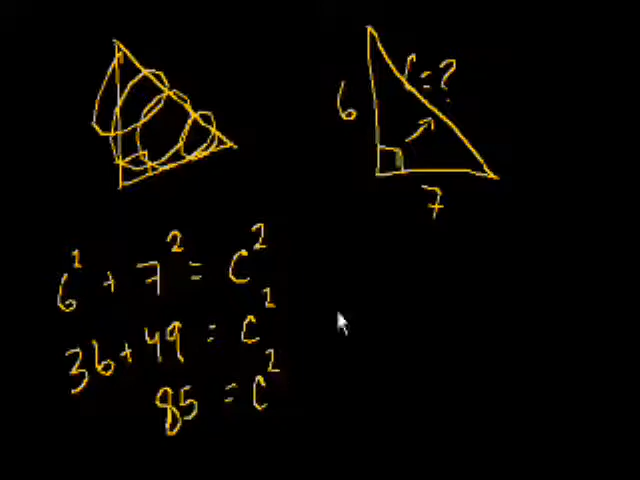 c=?
6
7
6² + 7² = c²
36+49 = c²
85 = c²